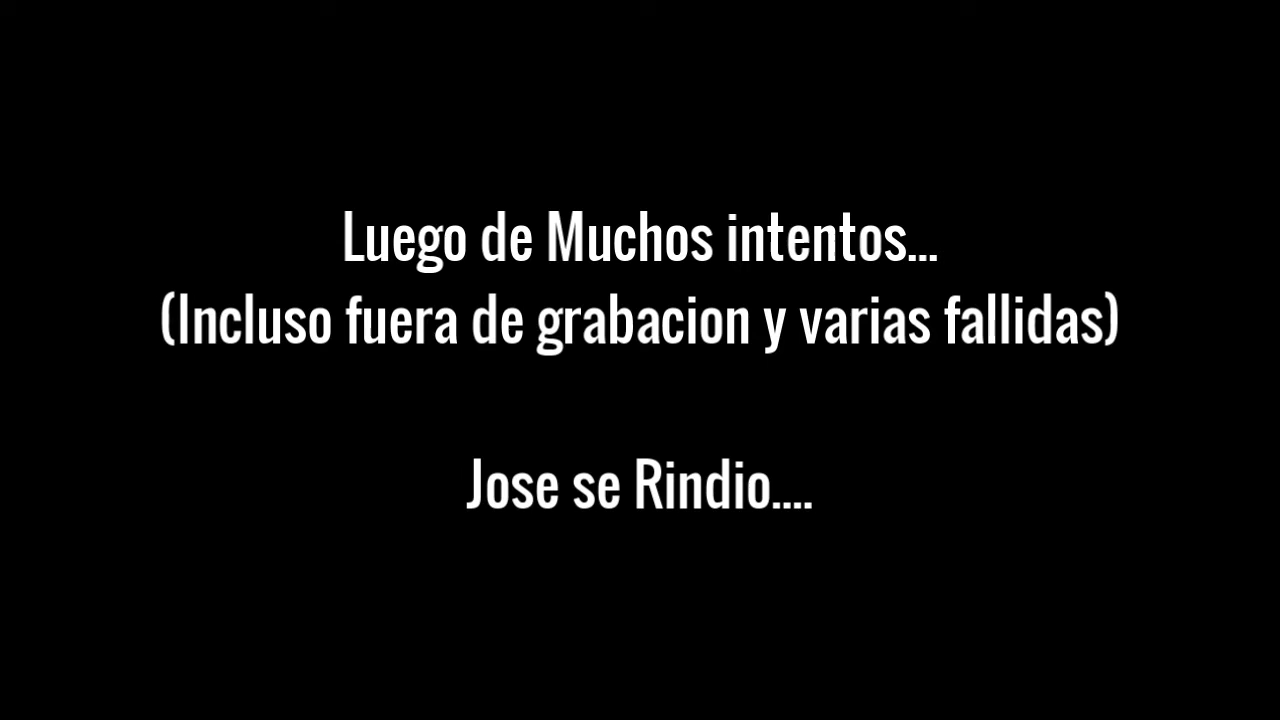 Luego de Muchos intentos...
(Incluso fuera de grabacion y varias fallidas)
Jose se Rindio....